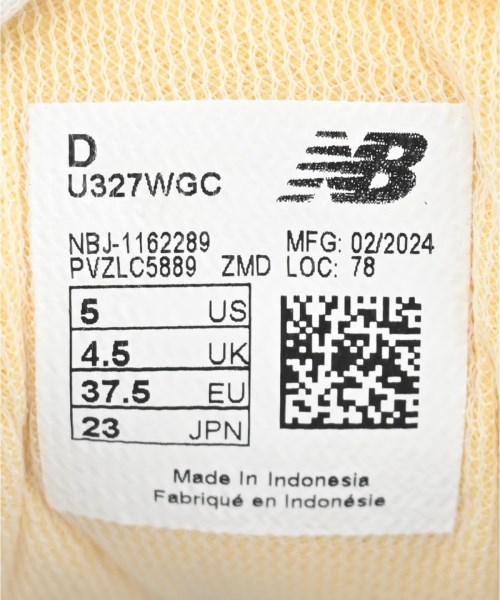 D
U327WGC
NB
NBJ-1162289 MFG: 02/2024
PVZLC5889 ZMD LOC: 78
5 US
4.5 UK
37.5 EU
23 JPN
Made In Indonesia
Fabriqué en Indonésie